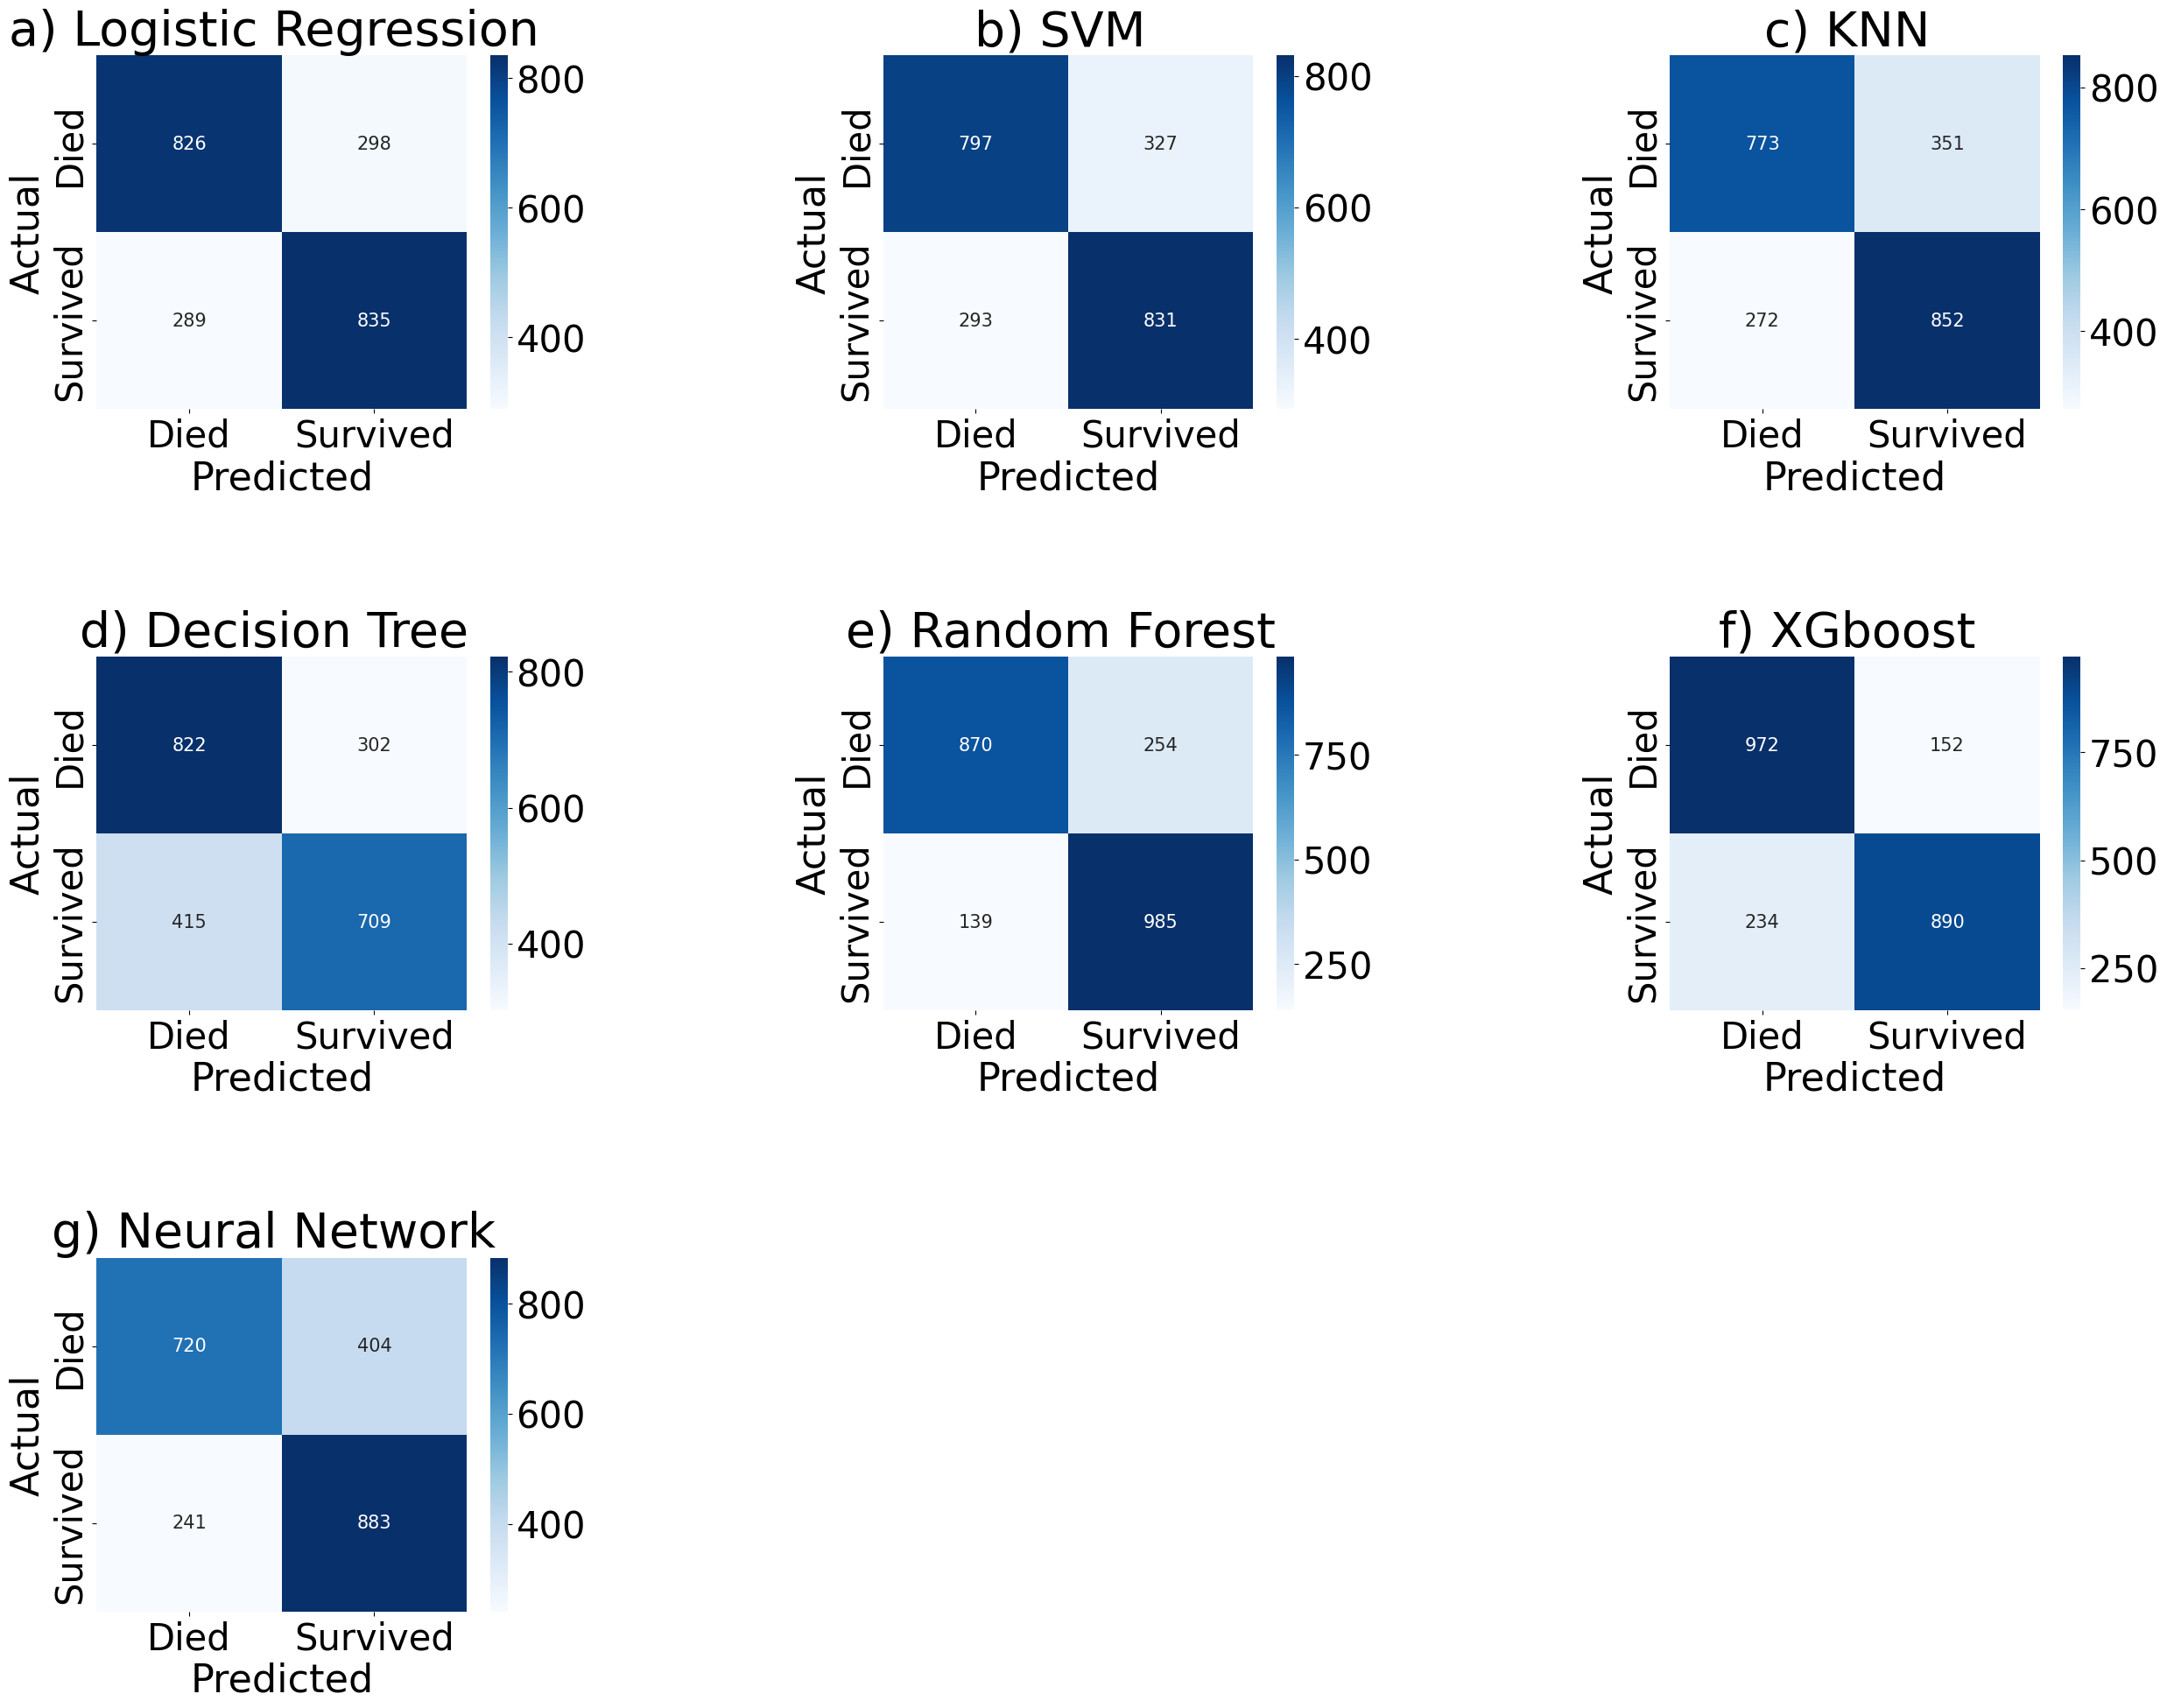 a) Logistic Regression
826 298
289 835
Actual
Died
Survived
Died Survived
Predicted
800
600
400
b) SVM
797 327
293 831
Actual
Died
Survived
Died Survived
Predicted
800
600
400
c) KNN
773 351
272 852
Actual
Died
Survived
Died Survived
Predicted
800
600
400
d) Decision Tree
822 302
415 709
Actual
Died
Survived
Died Survived
Predicted
800
600
400
e) Random Forest
870 254
139 985
Actual
Died
Survived
Died Survived
Predicted
750
500
250
f) XGboost
972 152
234 890
Actual
Died
Survived
Died Survived
Predicted
750
500
250
g) Neural Network
720 404
241 883
Actual
Died
Survived
Died Survived
Predicted
800
600
400